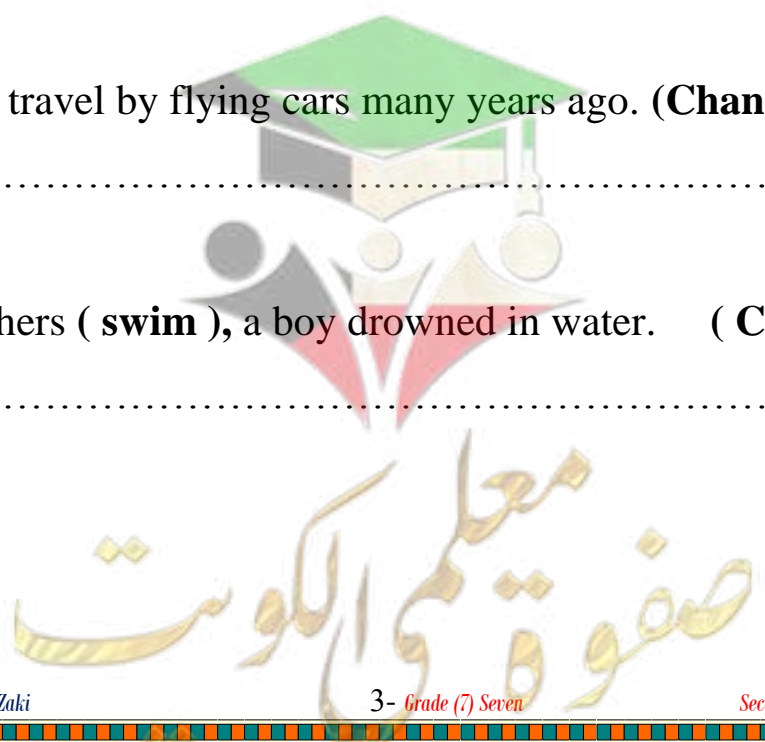 travel by flying cars many years ago. (Chan
........................................................
hers ( swim ), a boy drowned in water. ( C
........................................................
صفوة معلمى الكويت
Zaki 3- Grade (7) Seven Sec